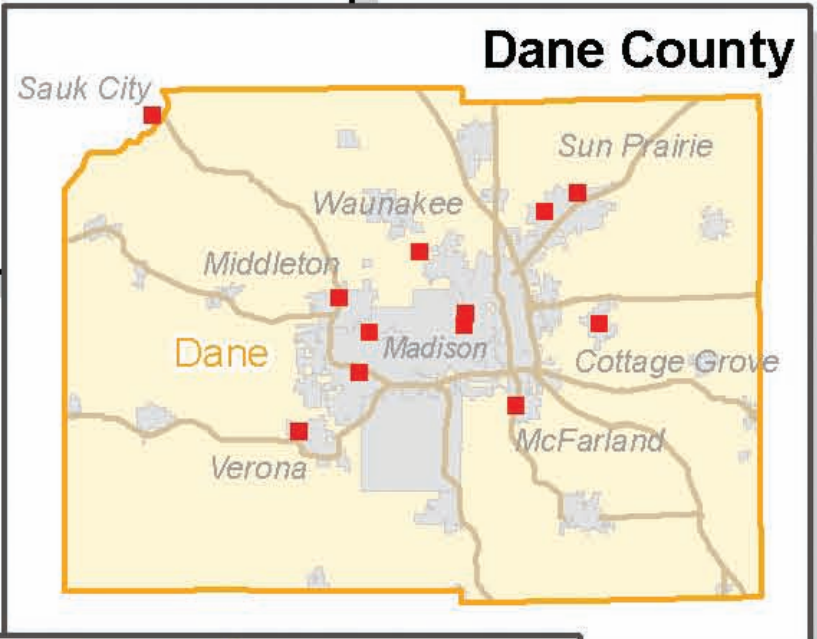 Dane County
Sauk City
Sun Prairie
Waunakee
Middleton
Dane
Madison
Cottage Grove
McFarland
Verona